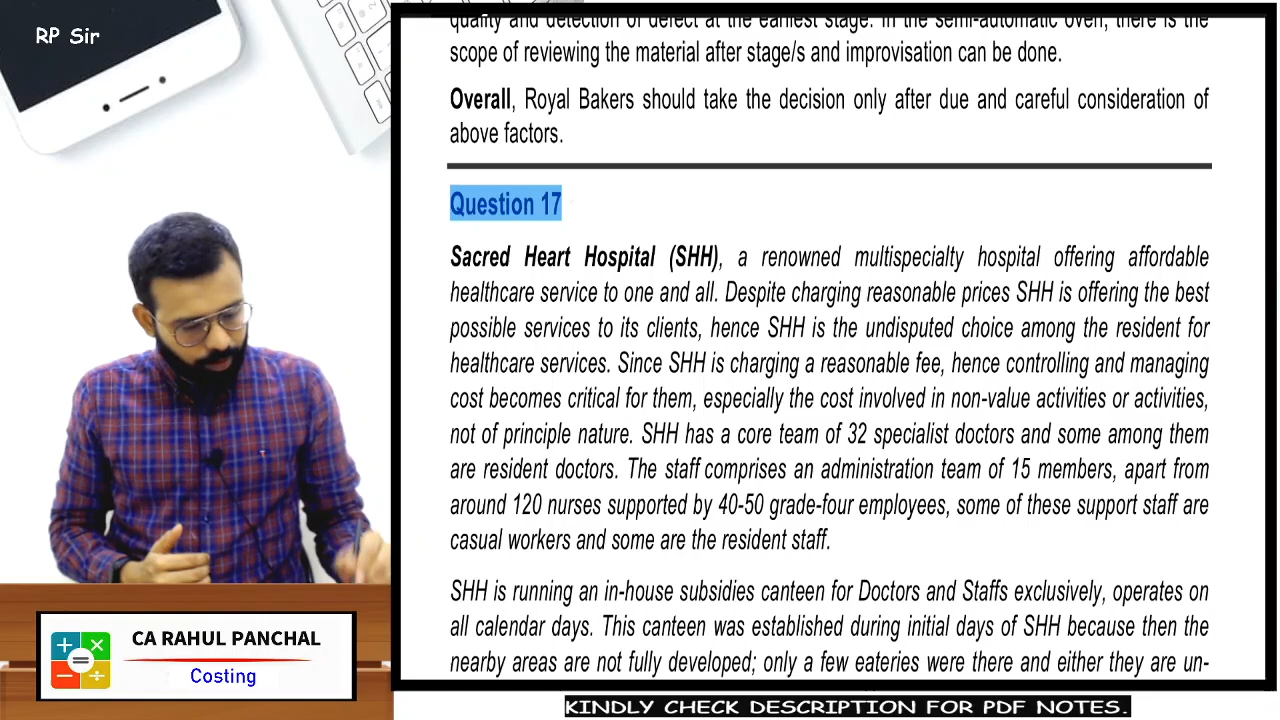 RP Sir
quality and detection of defect at the earliest stage. In the semi-automatic oven, there is the
scope of reviewing the material after stage/s and improvisation can be done.
Overall, Royal Bakers should take the decision only after due and careful consideration of
above factors.
Question 17
Sacred Heart Hospital (SHH), a renowned multispecialty hospital offering affordable
healthcare service to one and all. Despite charging reasonable prices SHH is offering the best
possible services to its clients, hence SHH is the undisputed choice among the resident for
healthcare services. Since SHH is charging a reasonable fee, hence controlling and managing
cost becomes critical for them, especially the cost involved in non-value activities or activities,
not of principle nature. SHH has a core team of 32 specialist doctors and some among them
are resident doctors. The staff comprises an administration team of 15 members, apart from
around 120 nurses supported by 40-50 grade-four employees, some of these support staff are
casual workers and some are the resident staff.
SHH is running an in-house subsidies canteen for Doctors and Staffs exclusively, operates on
all calendar days. This canteen was established during initial days of SHH because then the
nearby areas are not fully developed; only a few eateries were there and either they are un-
CA RAHUL PANCHAL
Costing
KINDLY CHECK DESCRIPTION FOR PDF NOTES.